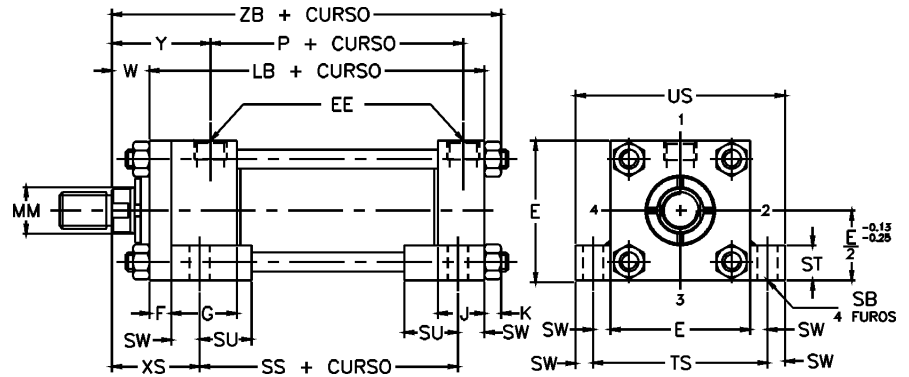 ZB + CURSO
Y P + CURSO
W LB + CURSO
EE
US
1
MM
E
4 2
E/2 -0.13 -0.25
ST
3
SB
4 FUROS
F G J K
SW SU SU SW
SW E SW
XS SS + CURSO
SW TS SW